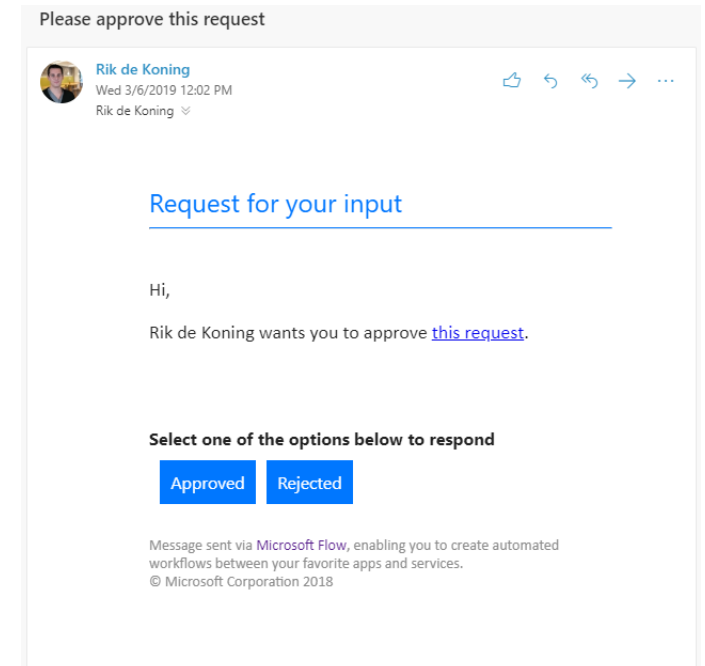 Please approve this request
Rik de Koning
Wed 3/6/2019 12:02 PM
Rik de Koning
Request for your input
Hi,
Rik de Koning wants you to approve this request.
Select one of the options below to respond
Approved Rejected
Message sent via Microsoft Flow, enabling you to create automated
workflows between your favorite apps and services.
© Microsoft Corporation 2018